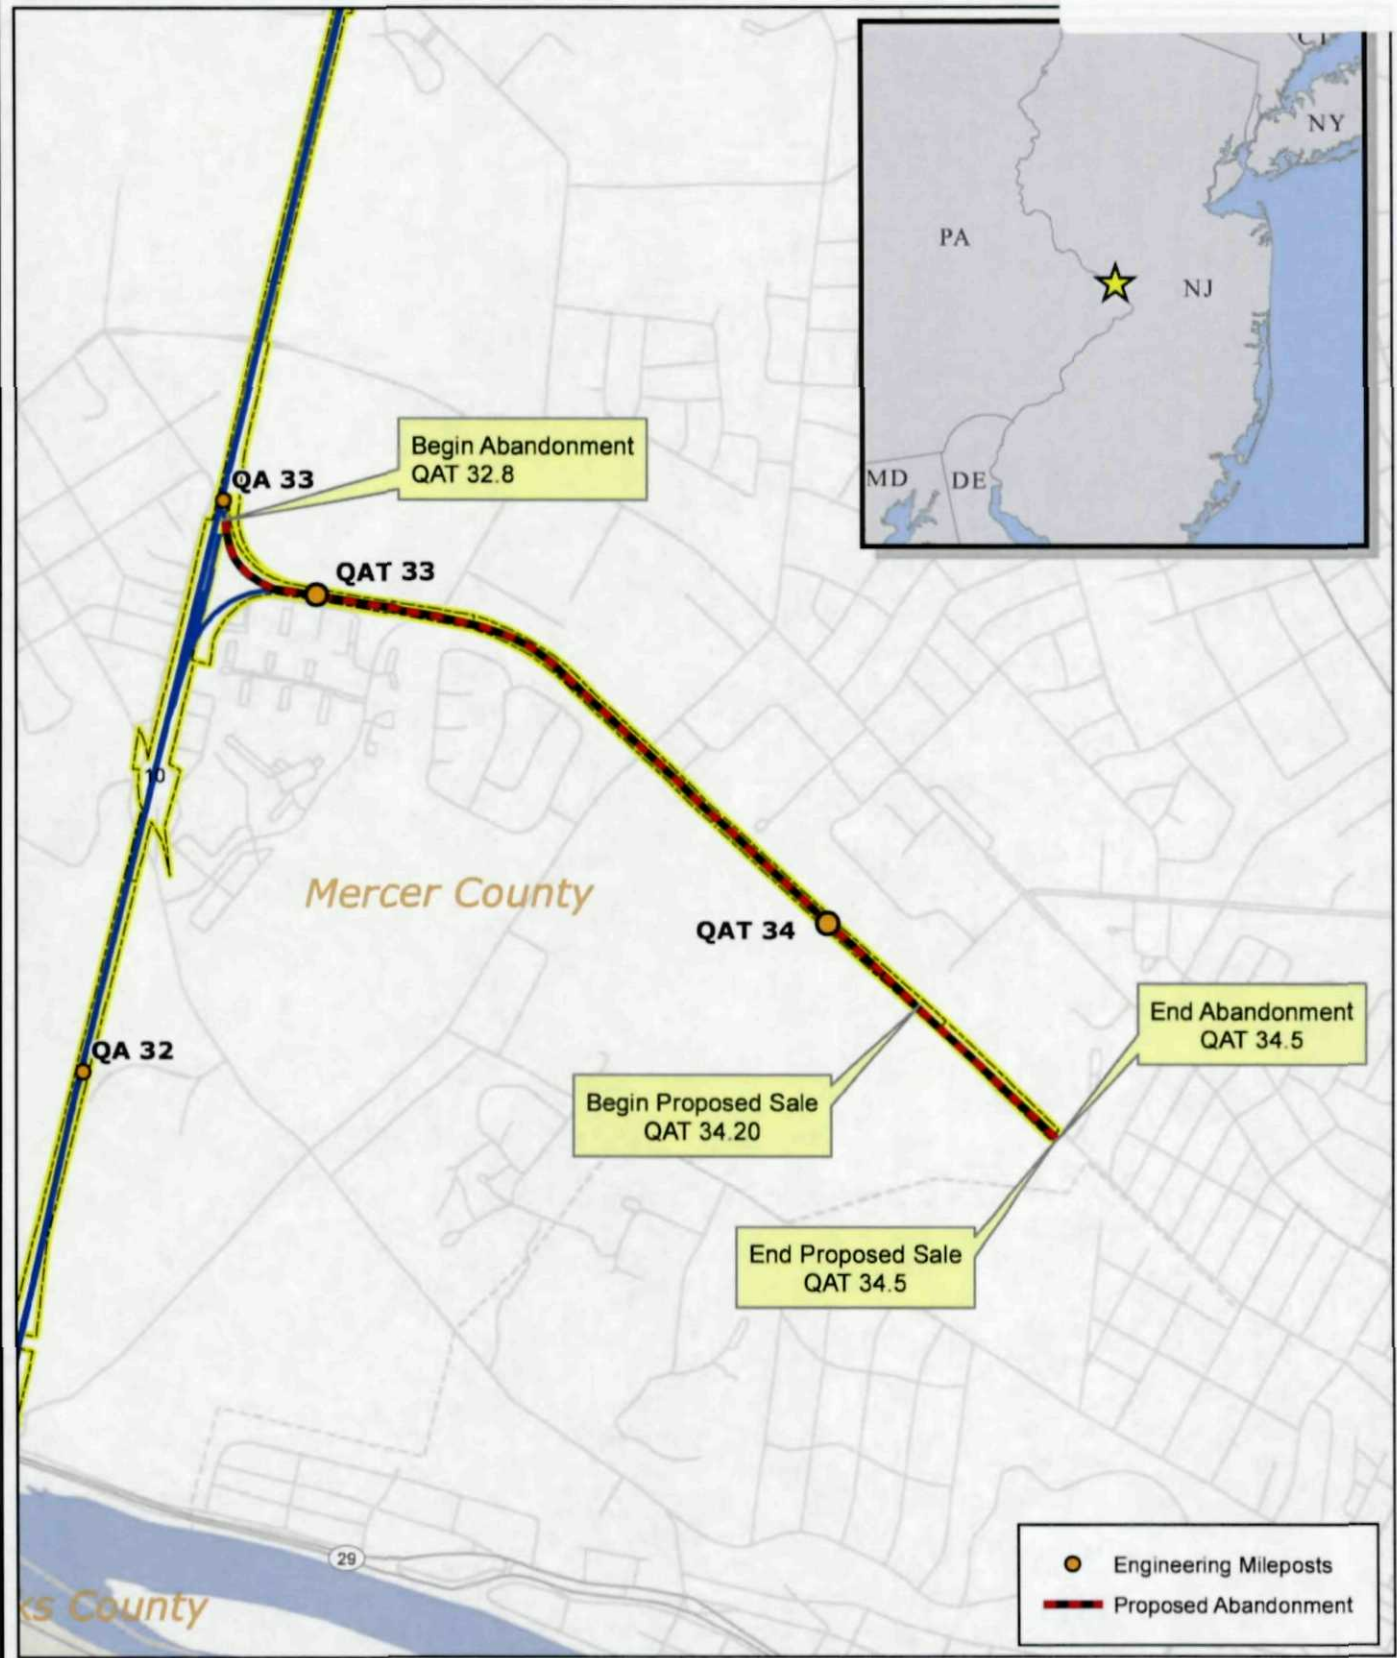 NY
PA
NJ
MD
DE
Begin Abandonment
QAT 32.8
QA 33
QAT 33
10
Mercer County
QAT 34
End Abandonment
QAT 34.5
QA 32
Begin Proposed Sale
QAT 34.20
End Proposed Sale
QAT 34.5
29
ks County
Engineering Mileposts
Proposed Abandonment